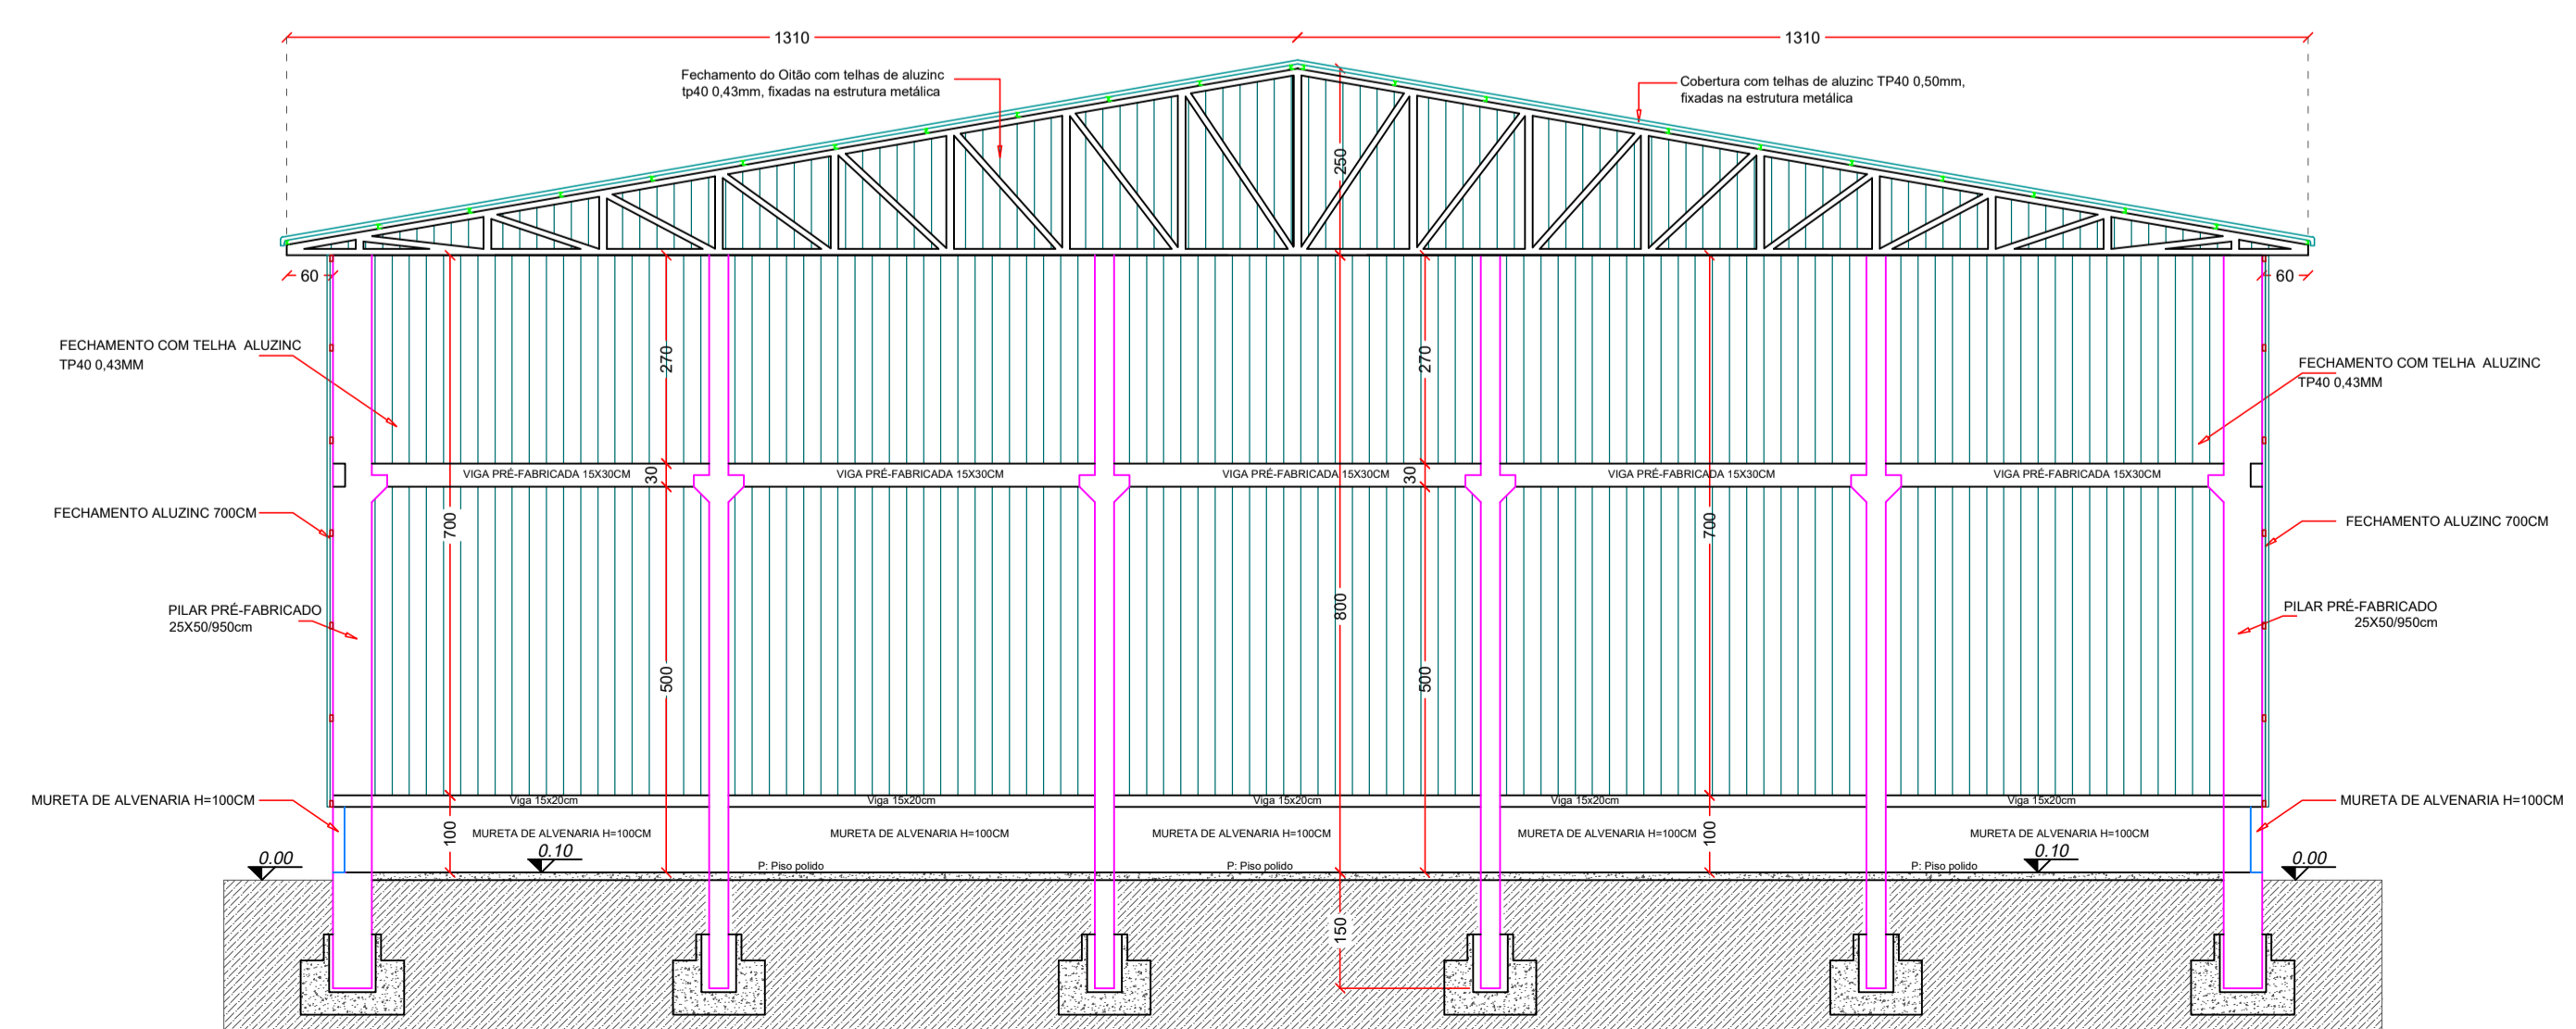 1310
1310
Fechamento do Oitão com telhas de aluzinc
tp40 0,43mm, fixadas na estrutura metálica
Cobertura com telhas de aluzinc TP40 0,50mm,
fixadas na estrutura metálica
250
60
60
FECHAMENTO COM TELHA ALUZINC
TP40 0,43MM
270
270
FECHAMENTO COM TELHA ALUZINC
TP40 0,43MM
VIGA PRÉ-FABRICADA 15X30CM
30
VIGA PRÉ-FABRICADA 15X30CM
VIGA PRÉ-FABRICADA 15X30CM
30
VIGA PRÉ-FABRICADA 15X30CM
VIGA PRÉ-FABRICADA 15X30CM
FECHAMENTO ALUZINC 700CM
700
700
FECHAMENTO ALUZINC 700CM
PILAR PRÉ-FABRICADO
25X50/950cm
800
PILAR PRÉ-FABRICADO
25X50/950cm
500
500
MURETA DE ALVENARIA H=100CM
Viga 15x20cm
Viga 15x20cm
Viga 15x20cm
Viga 15x20cm
Viga 15x20cm
MURETA DE ALVENARIA H=100CM
100
MURETA DE ALVENARIA H=100CM
MURETA DE ALVENARIA H=100CM
MURETA DE ALVENARIA H=100CM
MURETA DE ALVENARIA H=100CM
100
MURETA DE ALVENARIA H=100CM
0.00
0.10
P: Piso polido
P: Piso polido
P: Piso polido
0.10
0.00
150